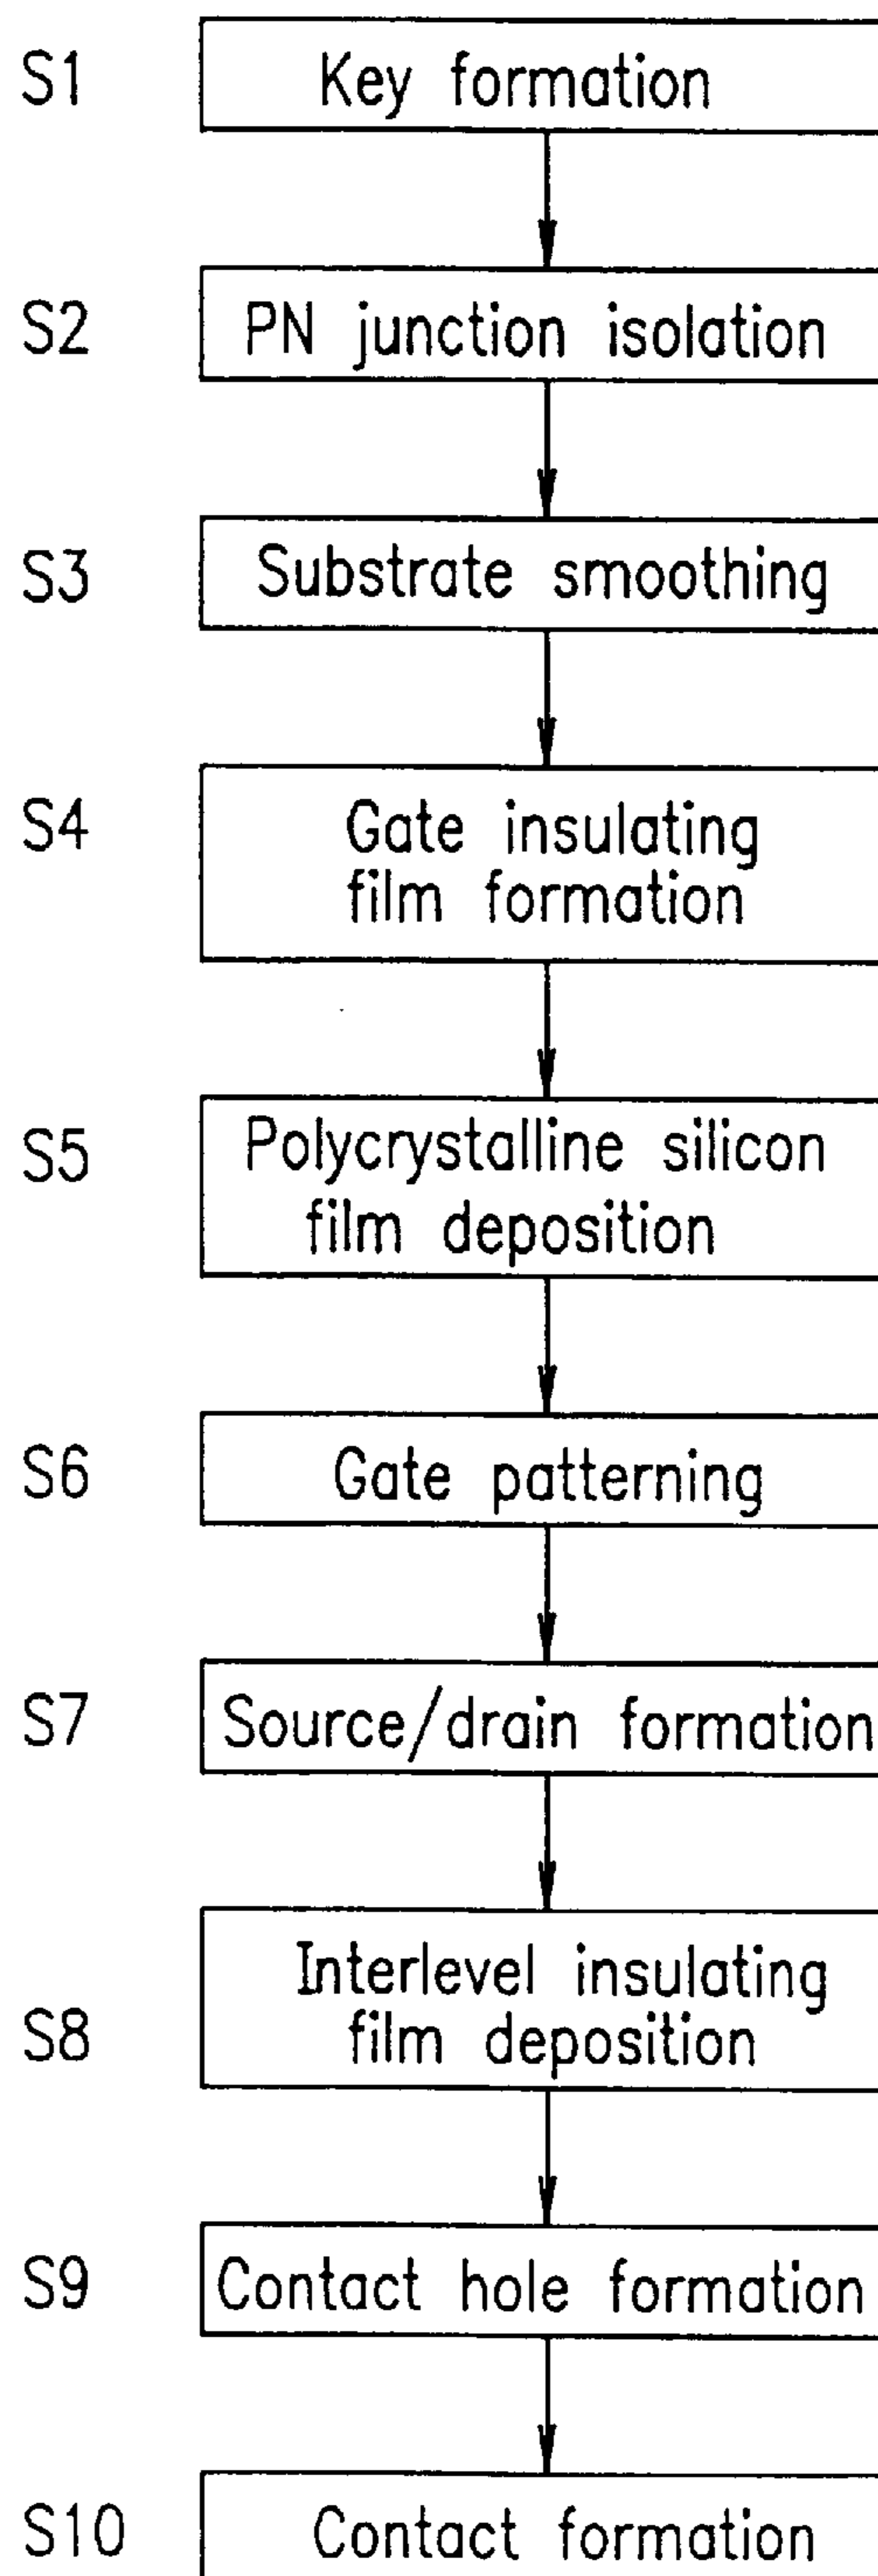 S1 Key formation
S2 PN junction isolation
S3 Substrate smoothing
S4 Gate insulating
film formation
S5 Polycrystalline silicon
film deposition
S6 Gate patterning
S7 Source/drain formation
Interlevel insulating
S8 film deposition
S9 Contact hole formation
S10 Contact formation